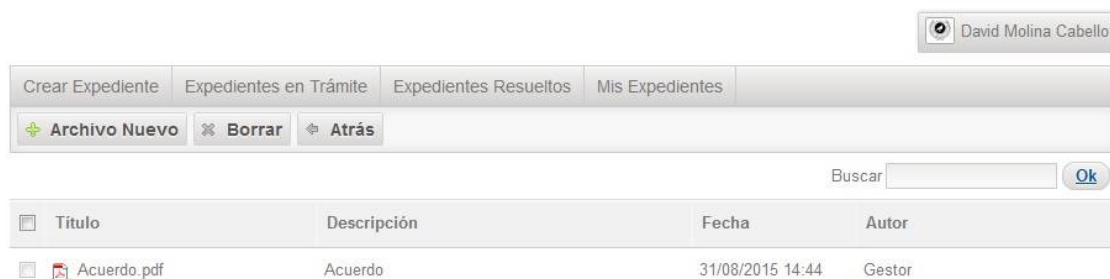 David Molina Cabello
Crear Expediente Expedientes en Trámite Expedientes Resueltos Mis Expedientes
Archivo Nuevo Borrar Atrás
Buscar Ok
Título Descripción Fecha Autor
Acuerdo.pdf Acuerdo 31/08/2015 14:44 Gestor